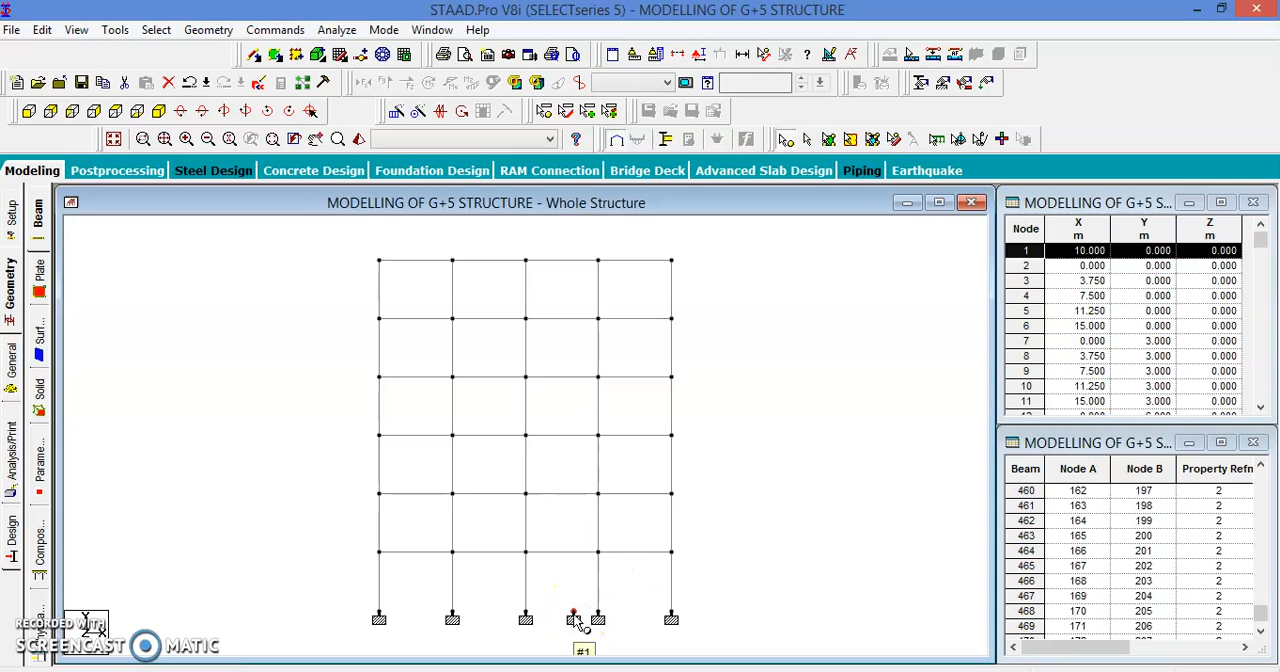 STAAD.Pro V8i (SELECTseries 5) - MODELLING OF G+5 STRUCTURE
File Edit View Tools Select Geometry Commands Analyze Mode Window Help
Modeling Postprocessing Steel Design Concrete Design Foundation Design RAM Connection Bridge Deck Advanced Slab Design Piping Earthquake
Setup
Geometry
General
Analysis/Print
Design
Beam
Plate
Surf...
Solid
Parame...
Compos...
MODELLING OF G+5 STRUCTURE - Whole Structure
#1
Y
Z X
RECORDED WITH
SCREENCAST MATIC
MODELLING OF G+5 S...
Node X m Y m Z m
1 10.000 0.000 0.000
2 0.000 0.000 0.000
3 3.750 0.000 0.000
4 7.500 0.000 0.000
5 11.250 0.000 0.000
6 15.000 0.000 0.000
7 0.000 3.000 0.000
8 3.750 3.000 0.000
9 7.500 3.000 0.000
10 11.250 3.000 0.000
11 15.000 3.000 0.000
MODELLING OF G+5 S...
Beam Node A Node B Property Refn
460 162 197 2
461 163 198 2
462 164 199 2
463 165 200 2
464 166 201 2
465 167 202 2
466 168 203 2
467 169 204 2
468 170 205 2
469 171 206 2